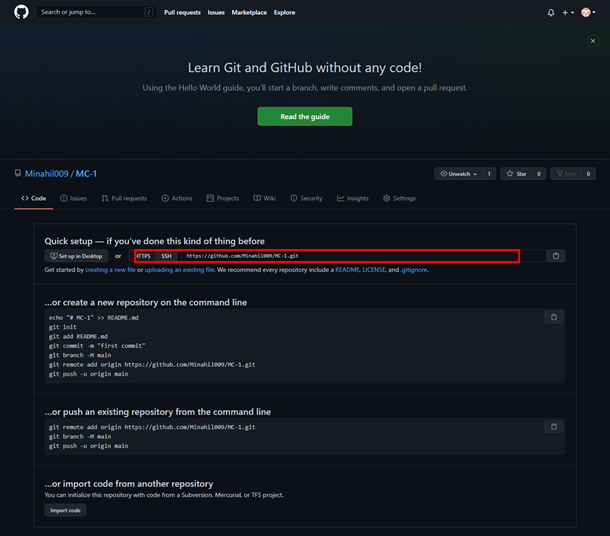 Search or jump to... / Pull requests Issues Marketplace Explore
Learn Git and GitHub without any code!
Using the Hello World guide, you'll start a branch, write comments, and open a pull request.
Read the guide
Minahil009 / MC-1 Unwatch 1 Star 0 Fork 0
Code Issues Pull requests Actions Projects Wiki Security Insights Settings
Quick setup — if you've done this kind of thing before
Set up in Desktop or HTTPS SSH https://github.com/Minahil009/MC-1.git
Get started by creating a new file or uploading an existing file. We recommend every repository include a README, LICENSE, and .gitignore.
...or create a new repository on the command line
echo "# MC-1" >> README.md
git init
git add README.md
git commit -m "first commit"
git branch -M main
git remote add origin https://github.com/Minahil009/MC-1.git
git push -u origin main
...or push an existing repository from the command line
git remote add origin https://github.com/Minahil009/MC-1.git
git branch -M main
git push -u origin main
...or import code from another repository
You can initialize this repository with code from a Subversion, Mercurial, or TFS project.
Import code